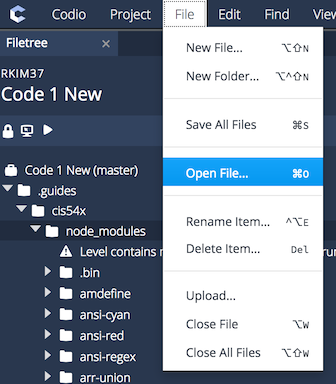 Codio Project File Edit Find View
Filetree ×
RKIM37
Code 1 New
New File... ⌥⇧N
New Folder... ⌥^⇧N
Save All Files ⌘S
Open File... ⌘O
Rename Item... ^⌥E
Delete Item... Del
Upload...
Close File ⌥W
Close All Files ⌥⇧W
Code 1 New (master)
.guides
cis54x
node_modules
Level contains
.bin
amdefine
ansi-cyan
ansi-red
ansi-regex
arr-union